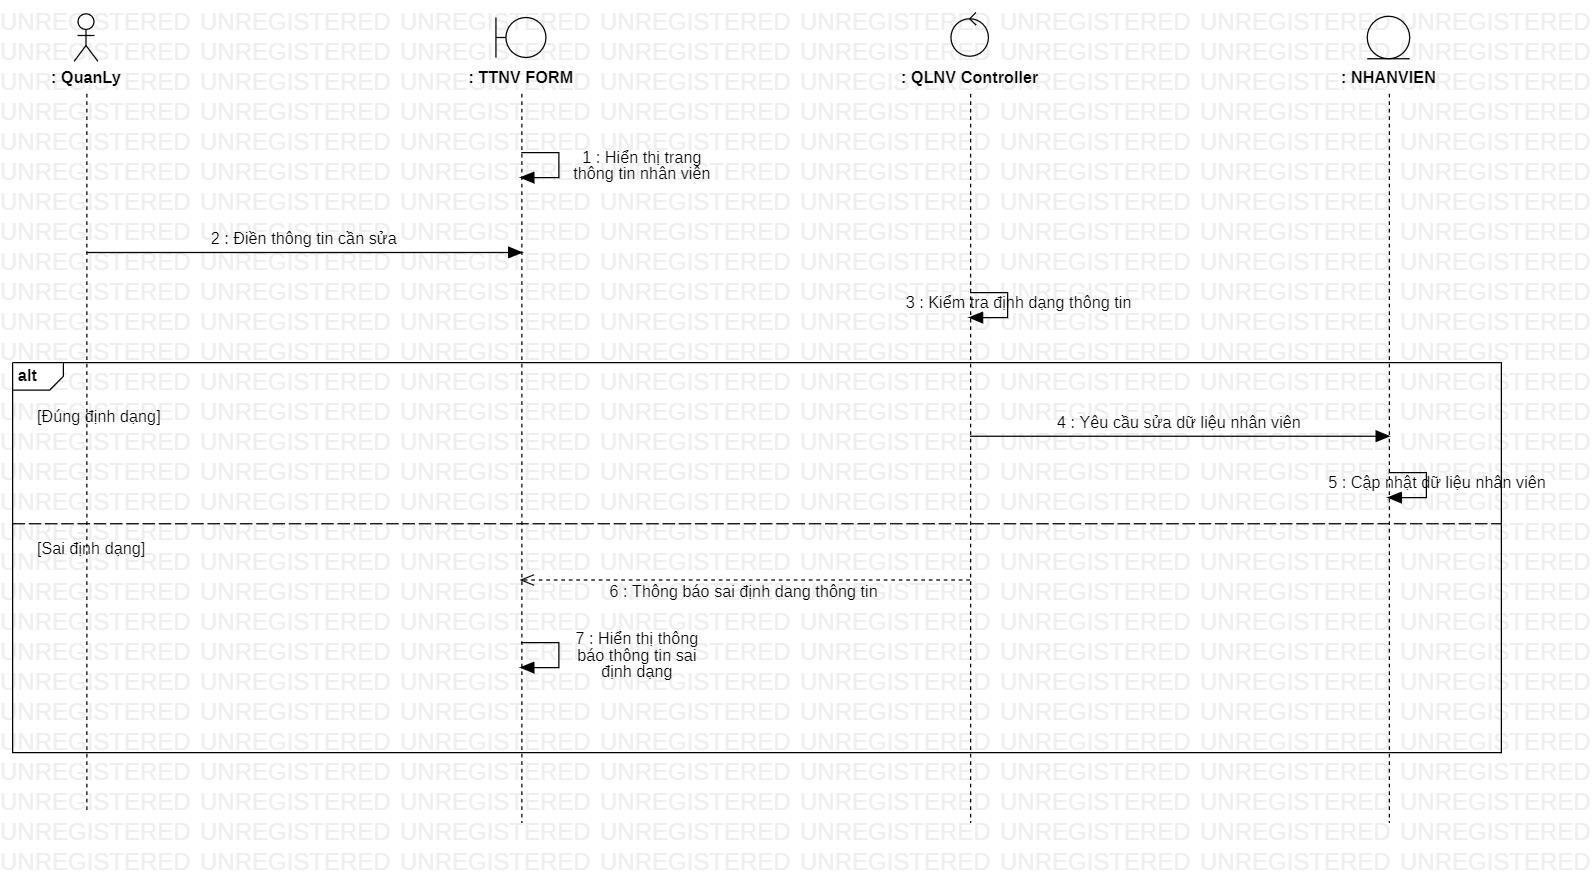 : QuanLy
: TTNV FORM
: QLNV Controller
: NHANVIEN
1 : Hiển thị trang
thông tin nhân viên
2 : Điền thông tin cần sửa
3 : Kiểm tra định dạng thông tin
alt
[Đúng định dạng]
4 : Yêu cầu sửa dữ liệu nhân viên
5 : Cập nhật dữ liệu nhân viên
[Sai định dạng]
6 : Thông báo sai định dang thông tin
7 : Hiển thị thông
báo thông tin sai
định dạng
UNREGISTERED